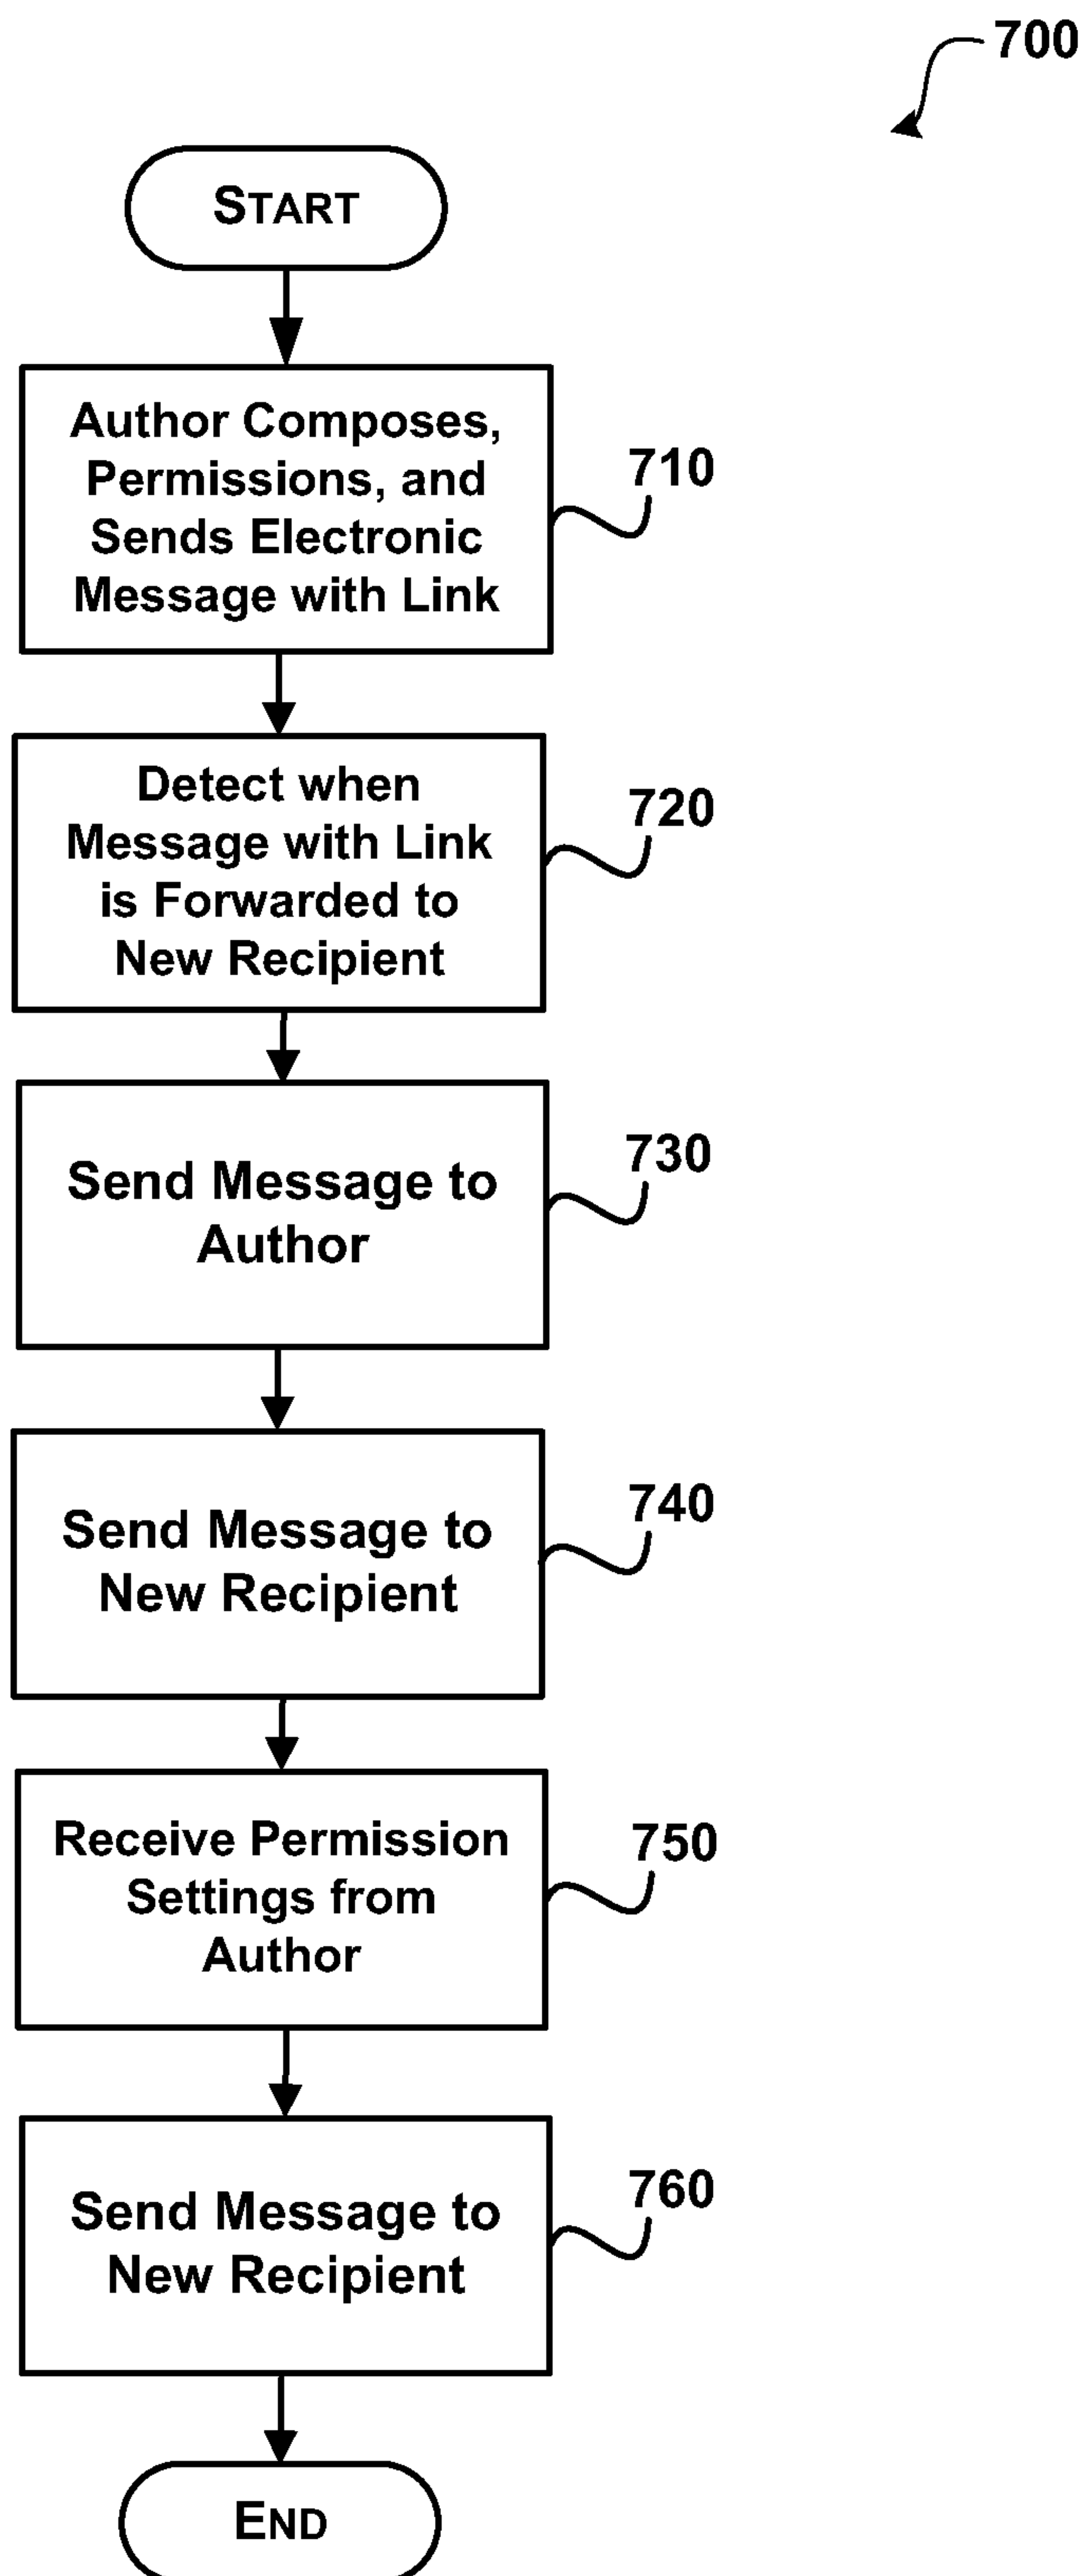 700
START
Author Composes,
Permissions, and
Sends Electronic
Message with Link
710
Detect when
Message with Link
is Forwarded to
New Recipient
720
Send Message to
Author
730
Send Message to
New Recipient
740
Receive Permission
Settings from
Author
750
Send Message to
New Recipient
760
END